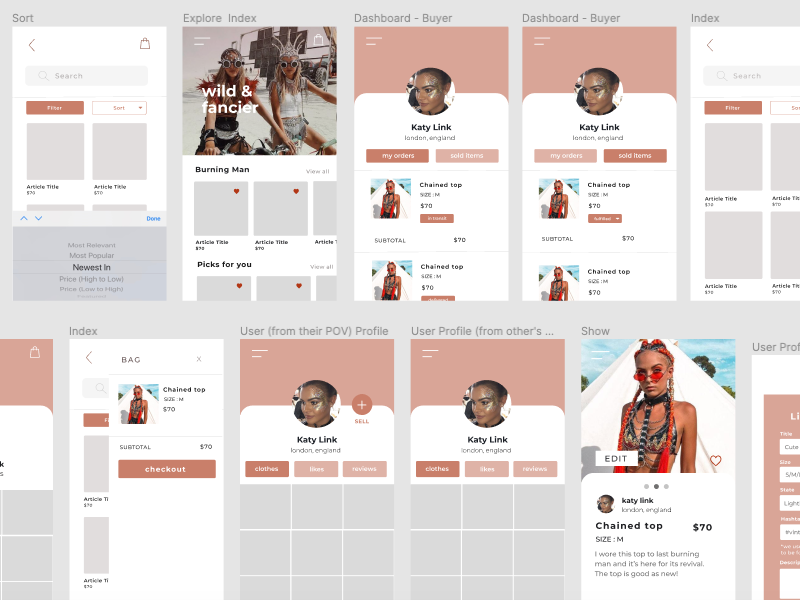 Sort
Search
Filter
Sort
Article Title
$70
Article Title
$70
Done
Most Relevant
Most Popular
Newest In
Price (High to Low)
Price (Low to High)
Explore Index
wild &
fancier
Burning Man
View all
Article Title
$70
Article Title
$70
Article T
Picks for you
View all
Dashboard - Buyer
Katy Link
london, england
my orders
sold items
Chained top
SIZE : M
$70
in transit
SUBTOTAL
$70
Chained top
SIZE : M
$70
Dashboard - Buyer
Katy Link
london, england
my orders
sold items
Chained top
SIZE : M
$70
fulfilled
SUBTOTAL
$70
Chained top
SIZE : M
$70
Index
Search
Filter
Article Title
$70
Article Title
$70
Article Title
$70
Article Title
$70
k
nd
Index
BAG
X
Chained top
SIZE : M
$70
SUBTOTAL
$70
checkout
Fi
Article Ti
$70
Article Ti
$70
User (from their POV) Profile
SELL
Katy Link
london, england
clothes
likes
reviews
User Profile (from other's ...
Katy Link
london, england
clothes
likes
reviews
Show
EDIT
katy link
london, england
Chained top
$70
SIZE : M
I wore this top to last burning
man and it's here for its revival.
The top is good as new!
User Prof
Li
Title
Cute
Size
S/M/
State
Light
Hashta
#vint
Descrip